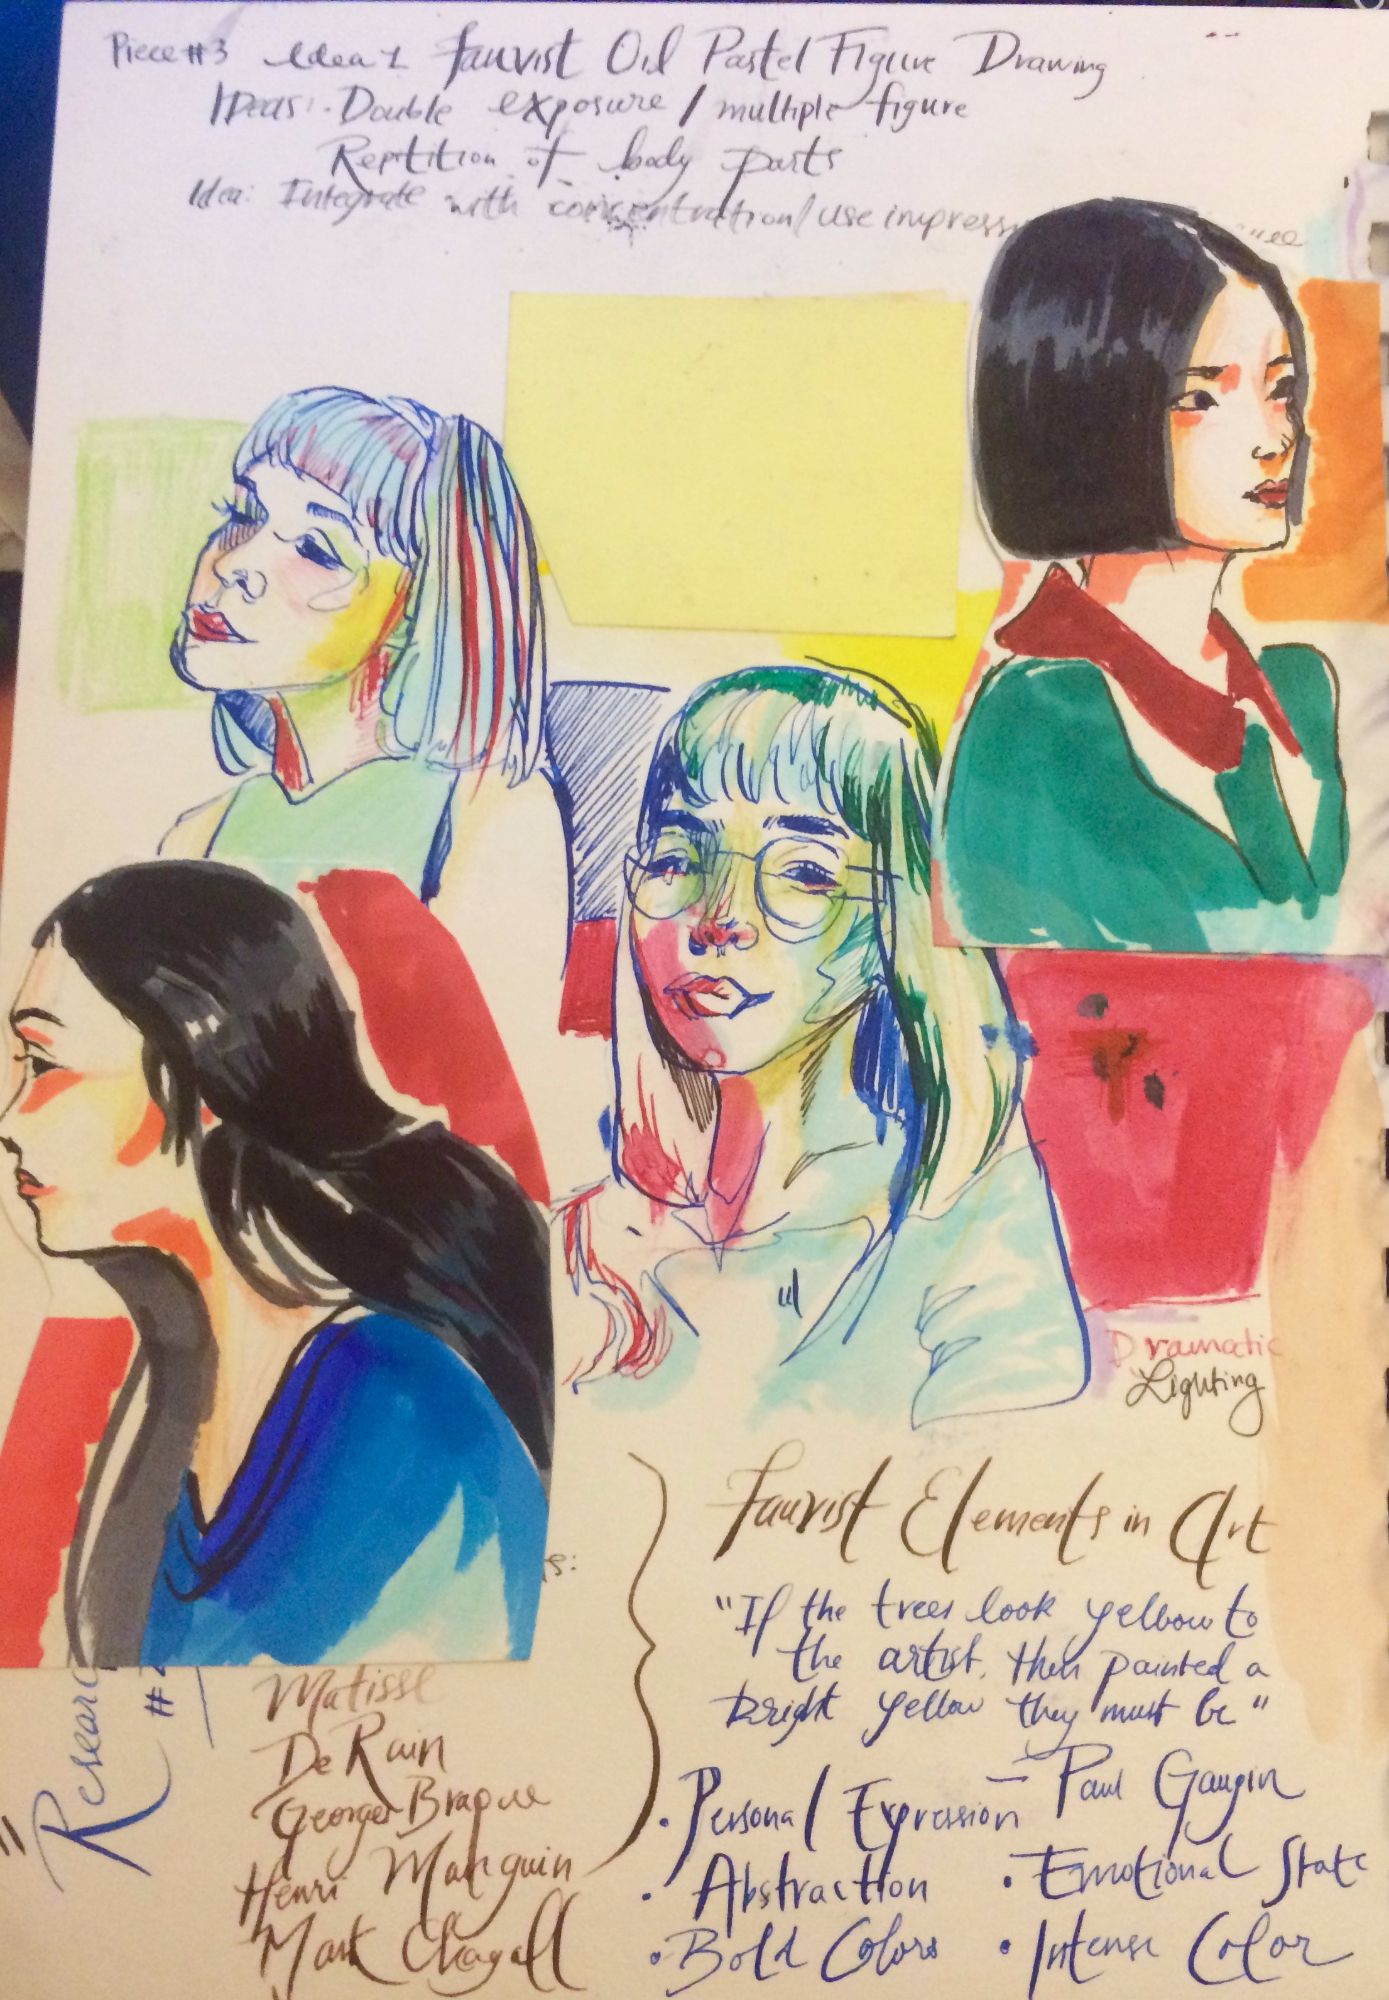 Piece #3 Idea 1 Fauvist Oil Pastel Figure Drawing
Ideas: Double exposure / multiple figure
Reptition of body parts
Idea: Integrate with concentration/use
Dramatic
Lighting
Fauvist Elements in Art
"If the trees look yellow to
the artist, then painted a
bright yellow they must be"
- Paul Gaugin
• Personal Expression
• Abstraction
• Emotional State
• Bold Colors
• Intense Color
Research
Matisse
De Rain
Georges Braque
Henri Manguin
Mark Chagall